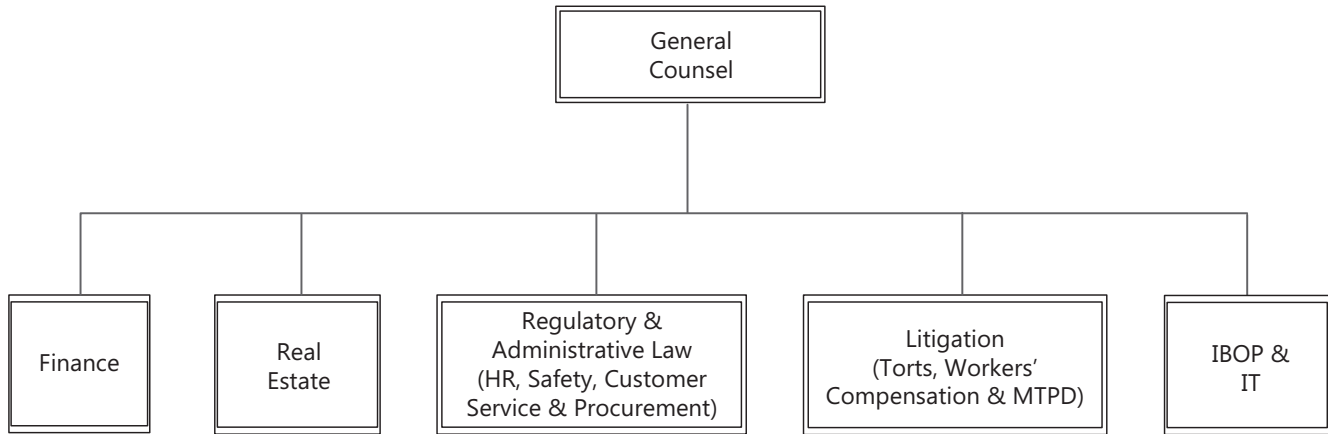 General
Counsel
Finance
Real
Estate
Regulatory &
Administrative Law
(HR, Safety, Customer
Service & Procurement)
Litigation
(Torts, Workers’
Compensation & MTPD)
IBOP &
IT